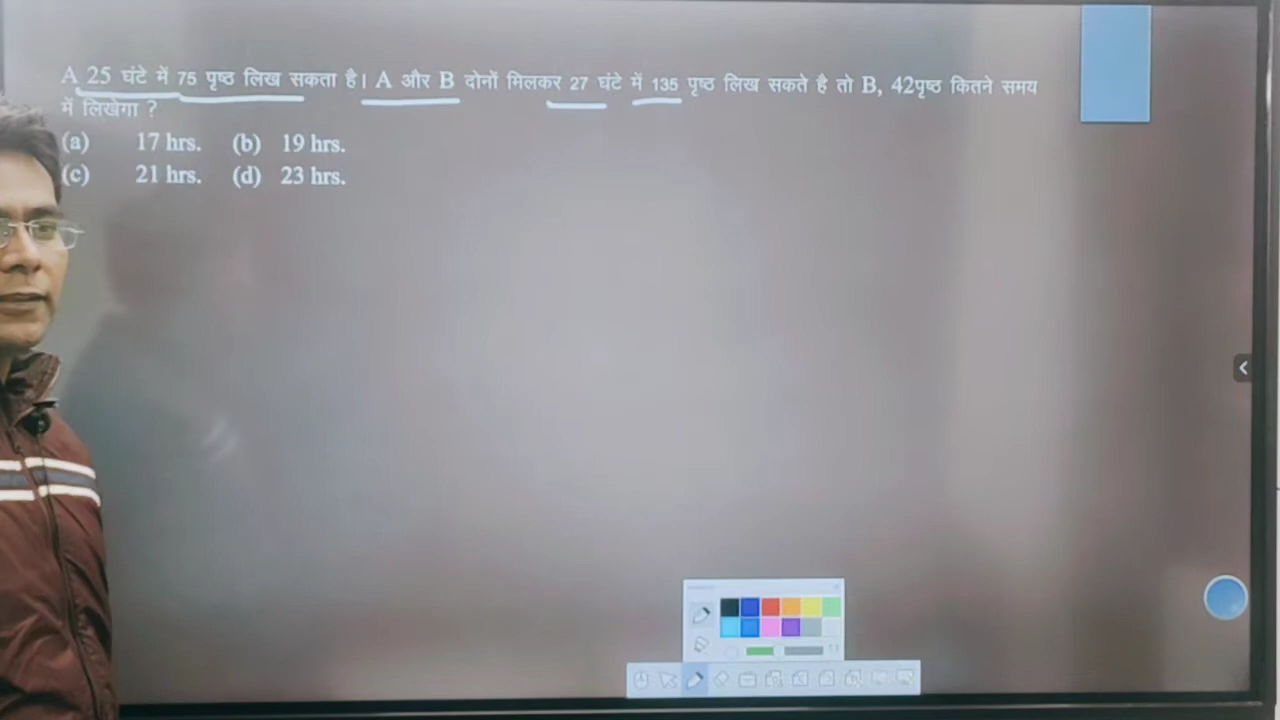 A 25 घंटे में 75 पृष्ठ लिख सकता है। A और B दोनों मिलकर 27 घंटे में 135 पृष्ठ लिख सकते है तो B, 42पृष्ठ कितने समय
में लिखेगा ?
(a) 17 hrs. (b) 19 hrs.
(c) 21 hrs. (d) 23 hrs.